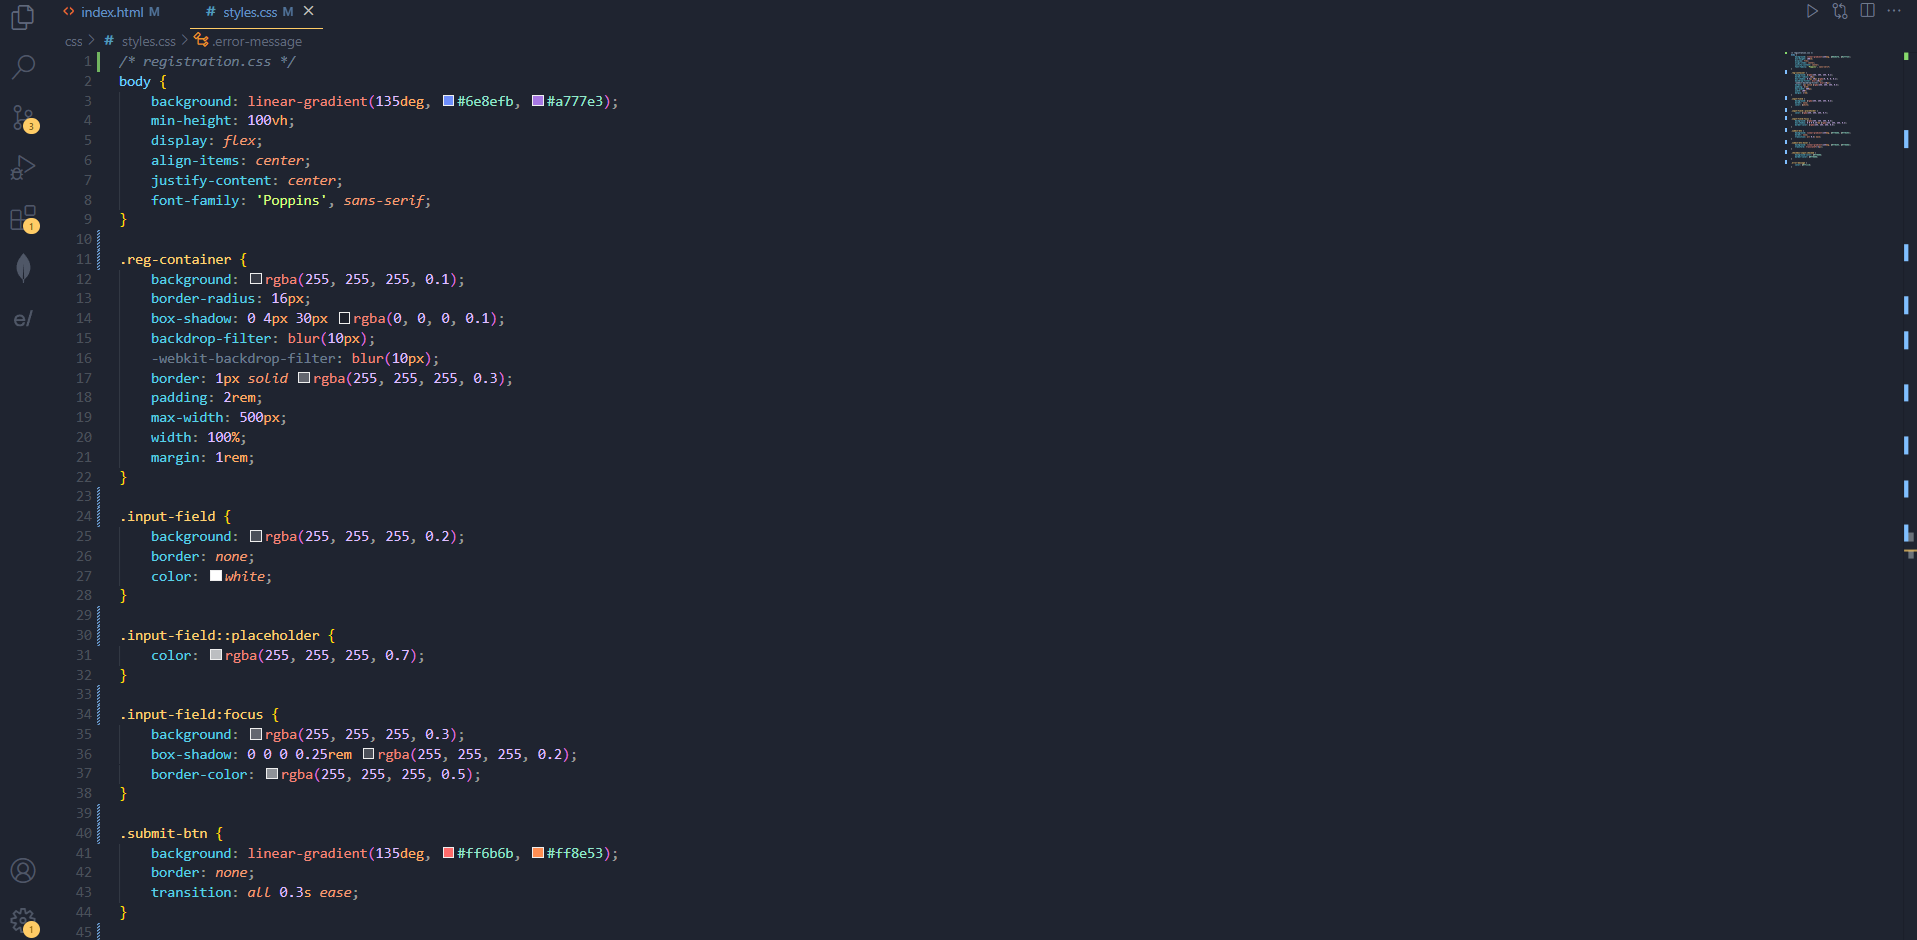 index.html M
styles.css M
css > styles.css > .error-message
1 /* registration.css */
2 body {
3 background: linear-gradient(135deg, #6e8efb, #a777e3);
4 min-height: 100vh;
5 display: flex;
6 align-items: center;
7 justify-content: center;
8 font-family: 'Poppins', sans-serif;
9 }
10
11 .reg-container {
12 background: rgba(255, 255, 255, 0.1);
13 border-radius: 16px;
14 box-shadow: 0 4px 30px rgba(0, 0, 0, 0.1);
15 backdrop-filter: blur(10px);
16 -webkit-backdrop-filter: blur(10px);
17 border: 1px solid rgba(255, 255, 255, 0.3);
18 padding: 2rem;
19 max-width: 500px;
20 width: 100%;
21 margin: 1rem;
22 }
23
24 .input-field {
25 background: rgba(255, 255, 255, 0.2);
26 border: none;
27 color: white;
28 }
29
30 .input-field::placeholder {
31 color: rgba(255, 255, 255, 0.7);
32 }
33
34 .input-field:focus {
35 background: rgba(255, 255, 255, 0.3);
36 box-shadow: 0 0 0 0.25rem rgba(255, 255, 255, 0.2);
37 border-color: rgba(255, 255, 255, 0.5);
38 }
39
40 .submit-btn {
41 background: linear-gradient(135deg, #ff6b6b, #ff8e53);
42 border: none;
43 transition: all 0.3s ease;
44 }
45
3
1
e/
1